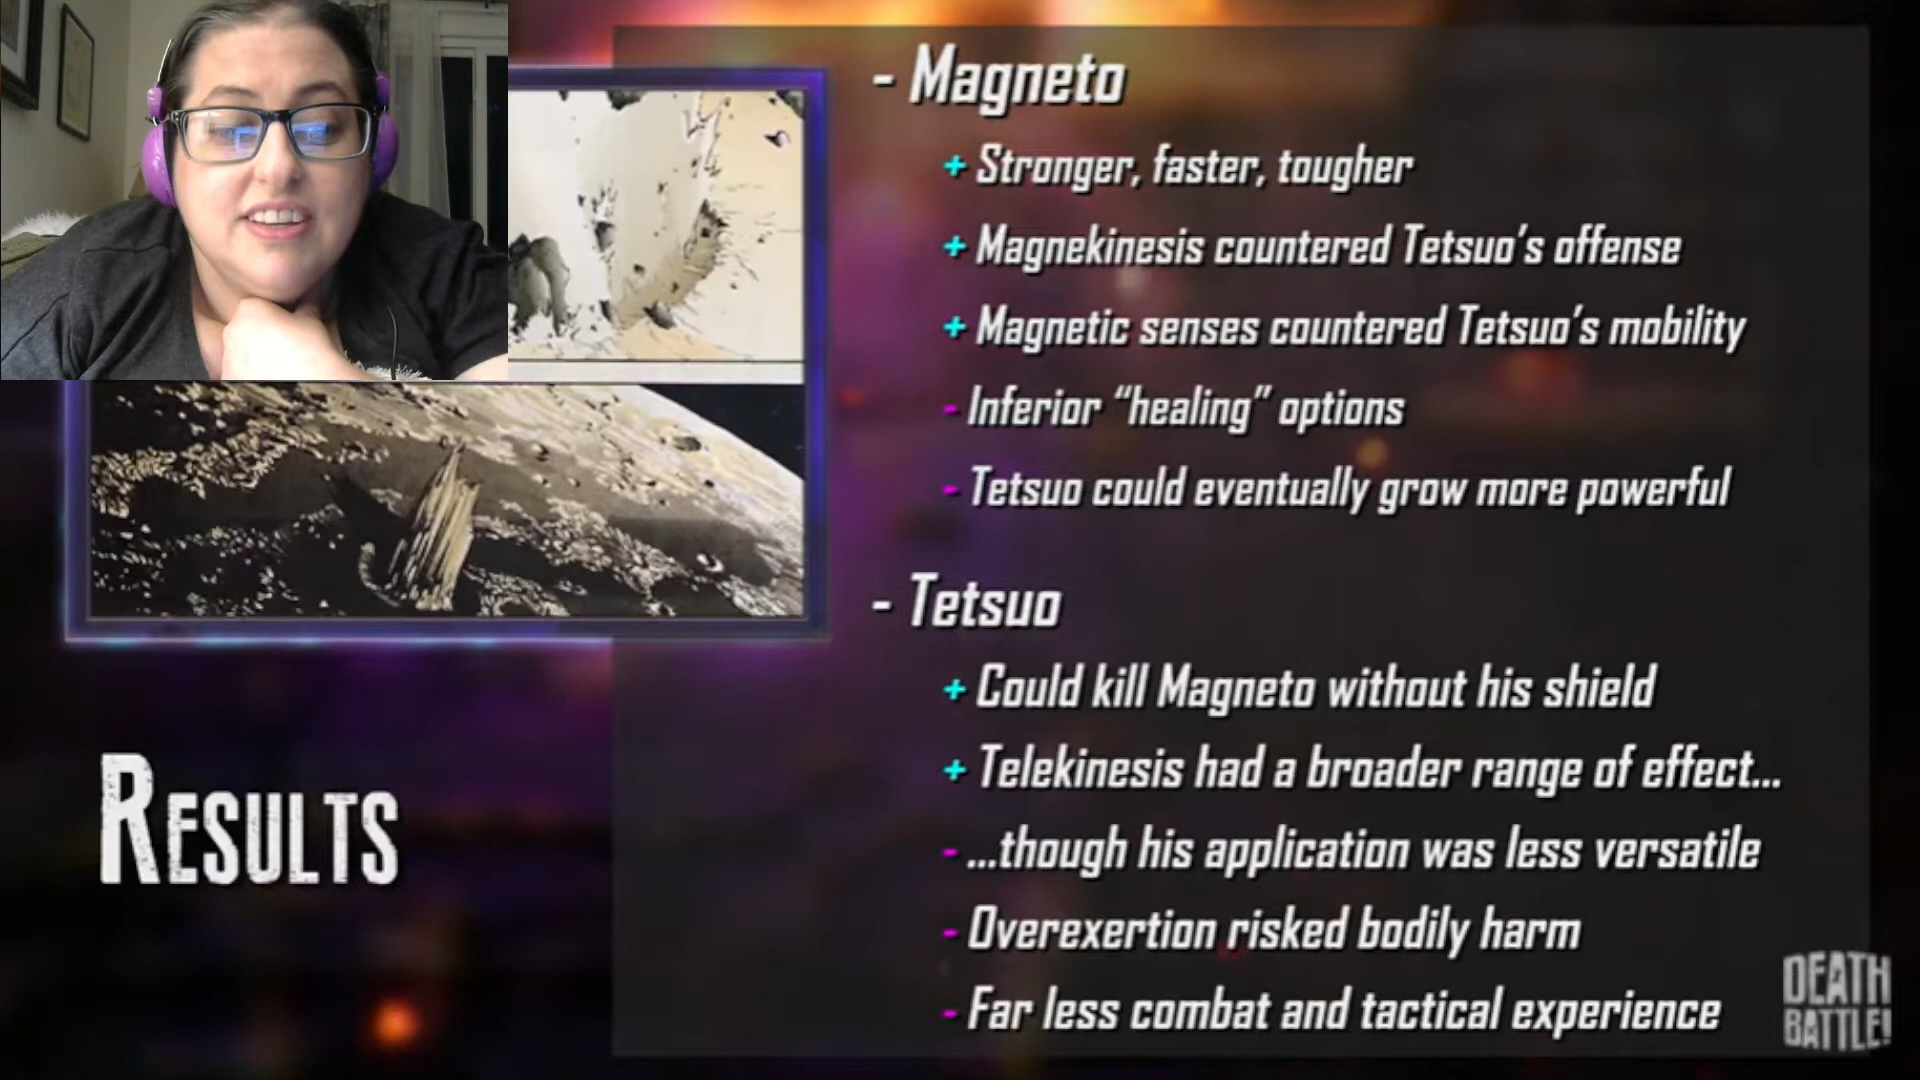 - Magneto
+ Stronger, faster, tougher
+ Magnekinesis countered Tetsuo's offense
+ Magnetic senses countered Tetsuo's mobility
- Inferior "healing" options
- Tetsuo could eventually grow more powerful
- Tetsuo
+ Could kill Magneto without his shield
+ Telekinesis had a broader range of effect...
- ...though his application was less versatile
- Overexertion risked bodily harm
- Far less combat and tactical experience
RESULTS
DEATH
BATTLE!